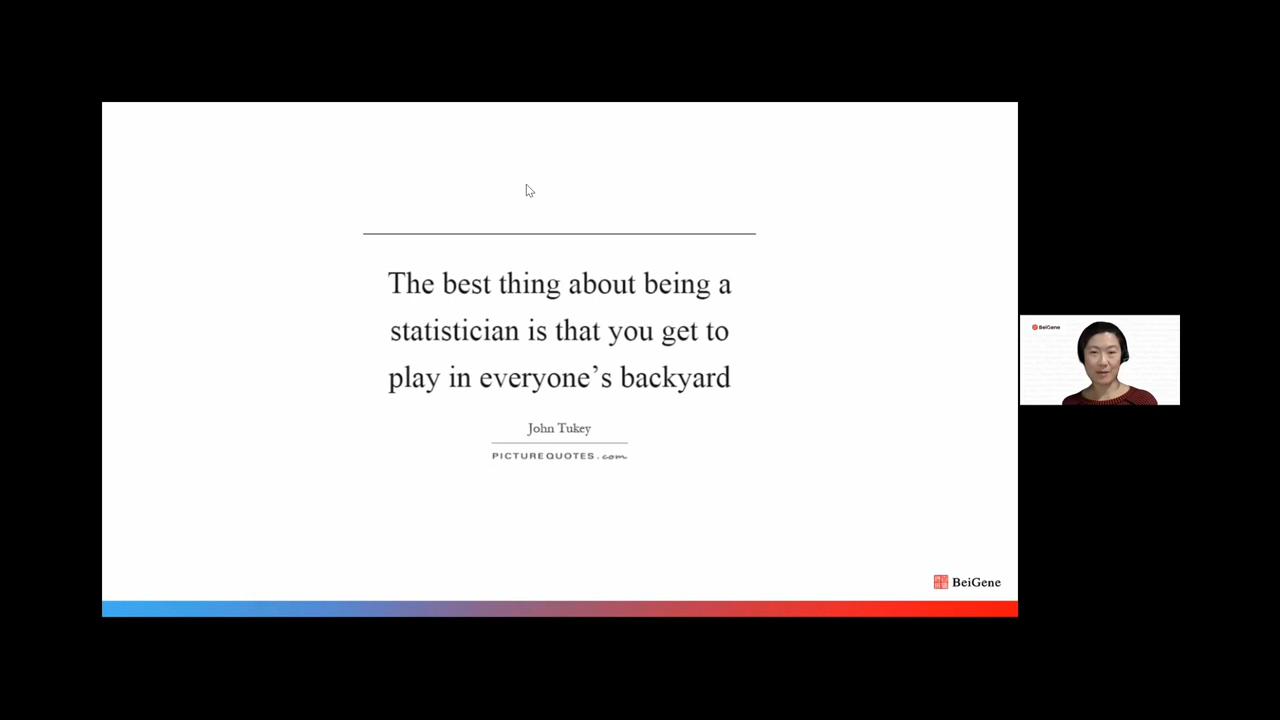 The best thing about being a
statistician is that you get to
play in everyone’s backyard
John Tukey
PICTUREQUOTES.com
BeiGene
BeiGene